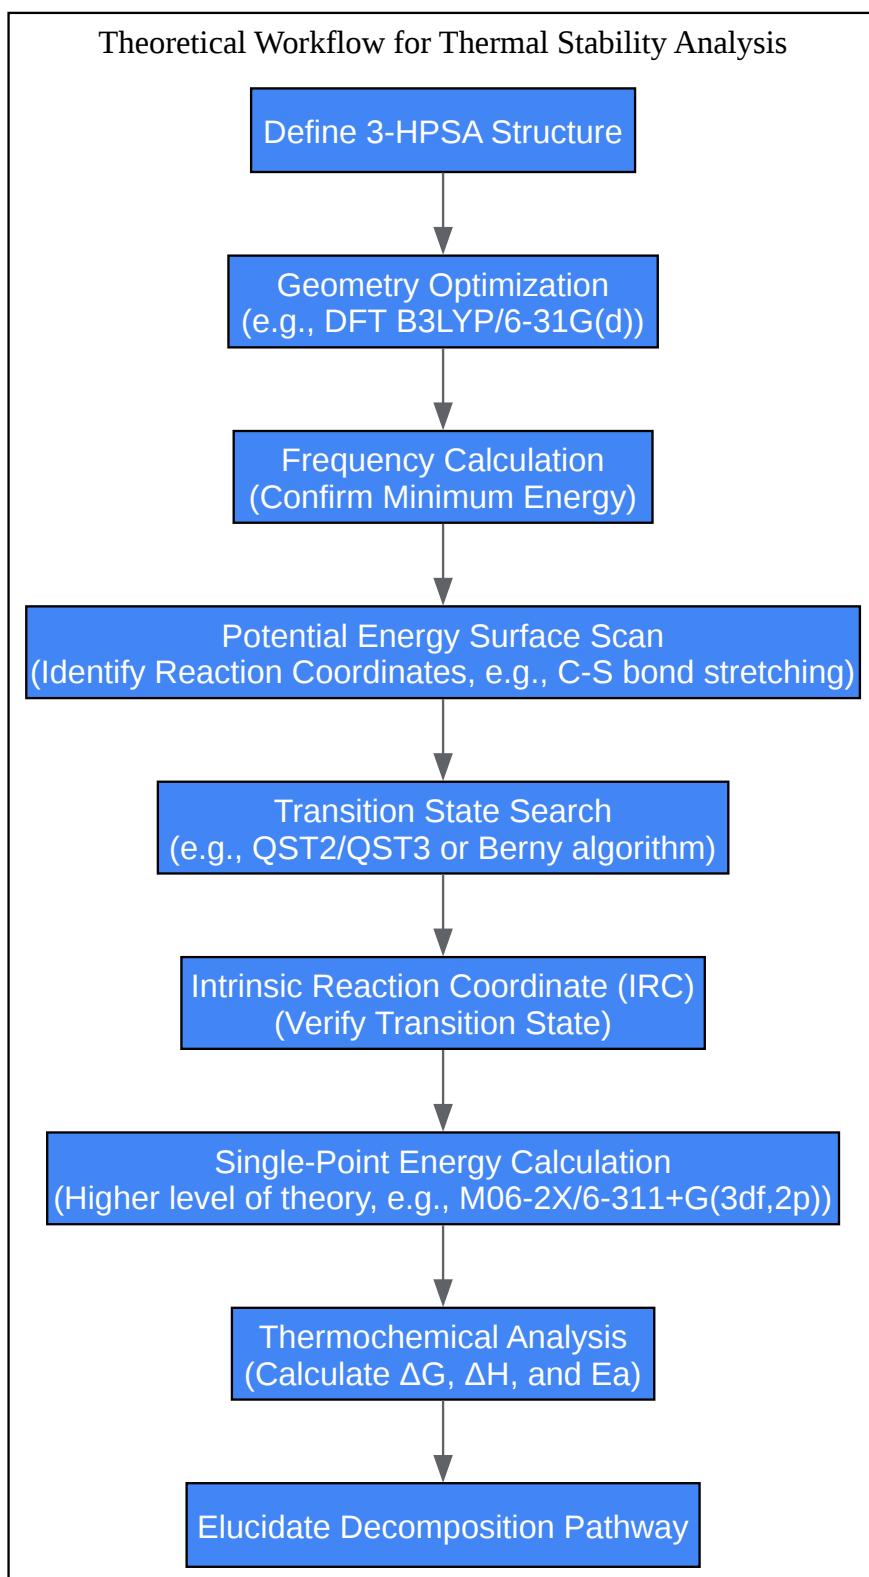 Theoretical Workflow for Thermal Stability Analysis
Define 3-HPSA Structure
Geometry Optimization
(e.g., DFT B3LYP/6-31G(d))
Frequency Calculation
(Confirm Minimum Energy)
Potential Energy Surface Scan
(Identify Reaction Coordinates, e.g., C-S bond stretching)
Transition State Search
(e.g., QST2/QST3 or Berny algorithm)
Intrinsic Reaction Coordinate (IRC)
(Verify Transition State)
Single-Point Energy Calculation
(Higher level of theory, e.g., M06-2X/6-311+G(3df,2p))
Thermochemical Analysis
(Calculate ΔG, ΔH, and Ea)
Elucidate Decomposition Pathway